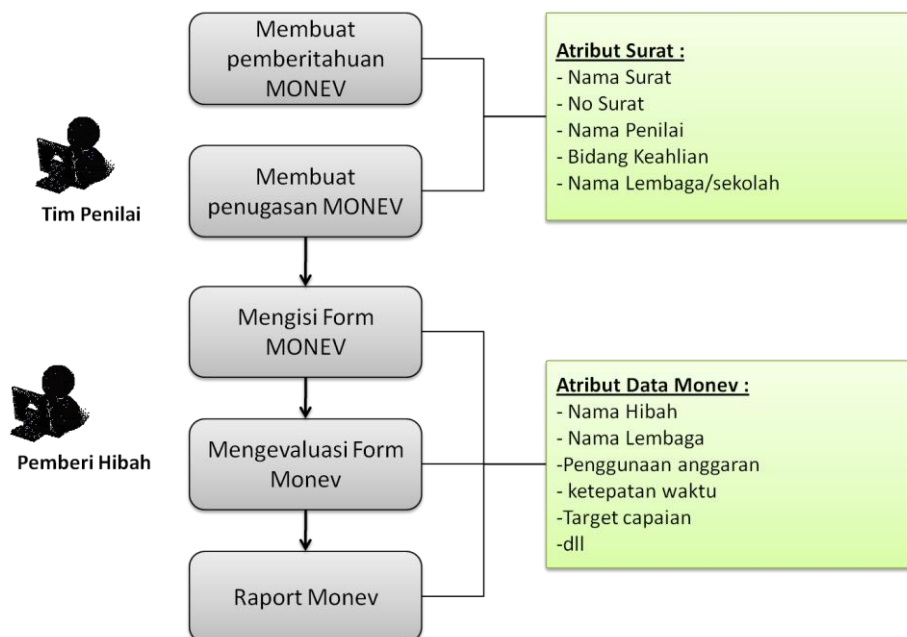 Membuat
pemberitahuan
MONEV
Atribut Surat :
- Nama Surat
- No Surat
- Nama Penilai
- Bidang Keahlian
- Nama Lembaga/sekolah
Tim Penilai
Membuat
penugasan MONEV
Mengisi Form
MONEV
Pemberi Hibah
Mengevaluasi Form
Monev
Atribut Data Monev :
- Nama Hibah
- Nama Lembaga
-Penggunaan anggaran
- ketepatan waktu
-Target capaian
-dll
Raport Monev